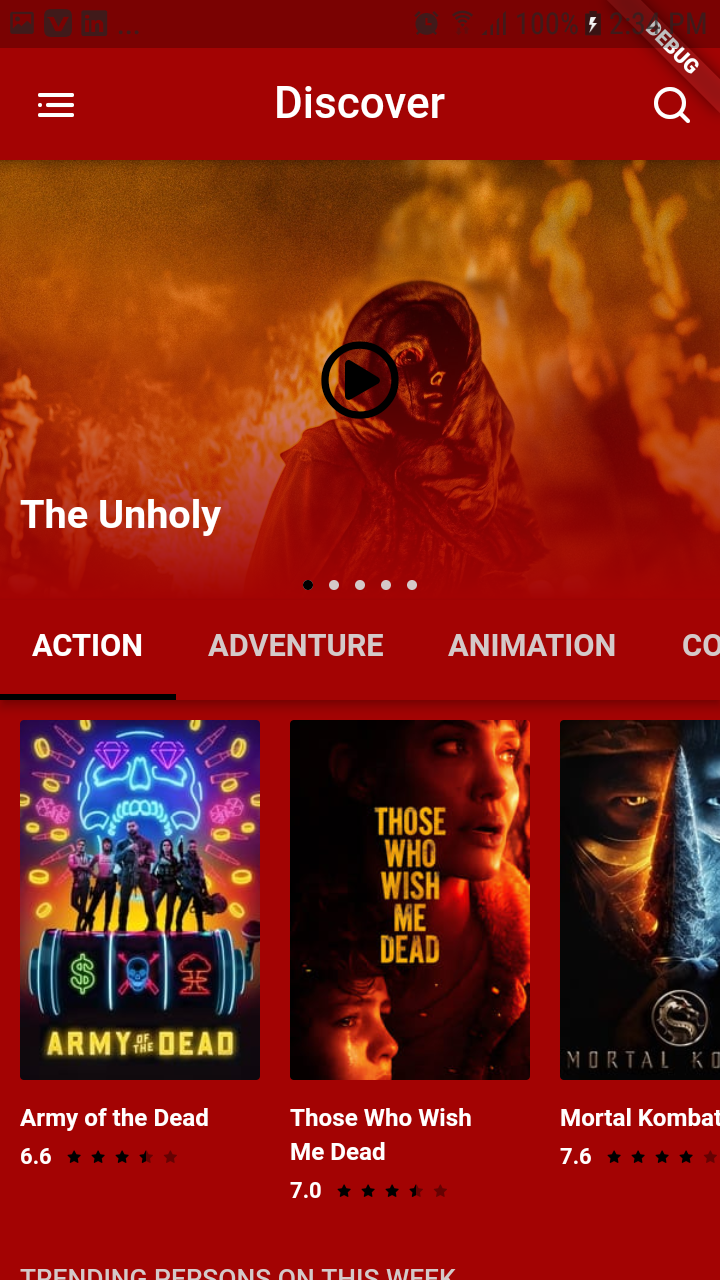 ... 100% 2:34 PM
DEBUG
Discover
The Unholy
ACTION ADVENTURE ANIMATION CO
THOSE
WHO
WISH
ME
DEAD
ARMY OF THE DEAD
MORTAL KO
Army of the Dead
6.6
Those Who Wish
Me Dead
7.0
Mortal Kombat
7.6
TRENDING PERSONS ON THIS WEEK